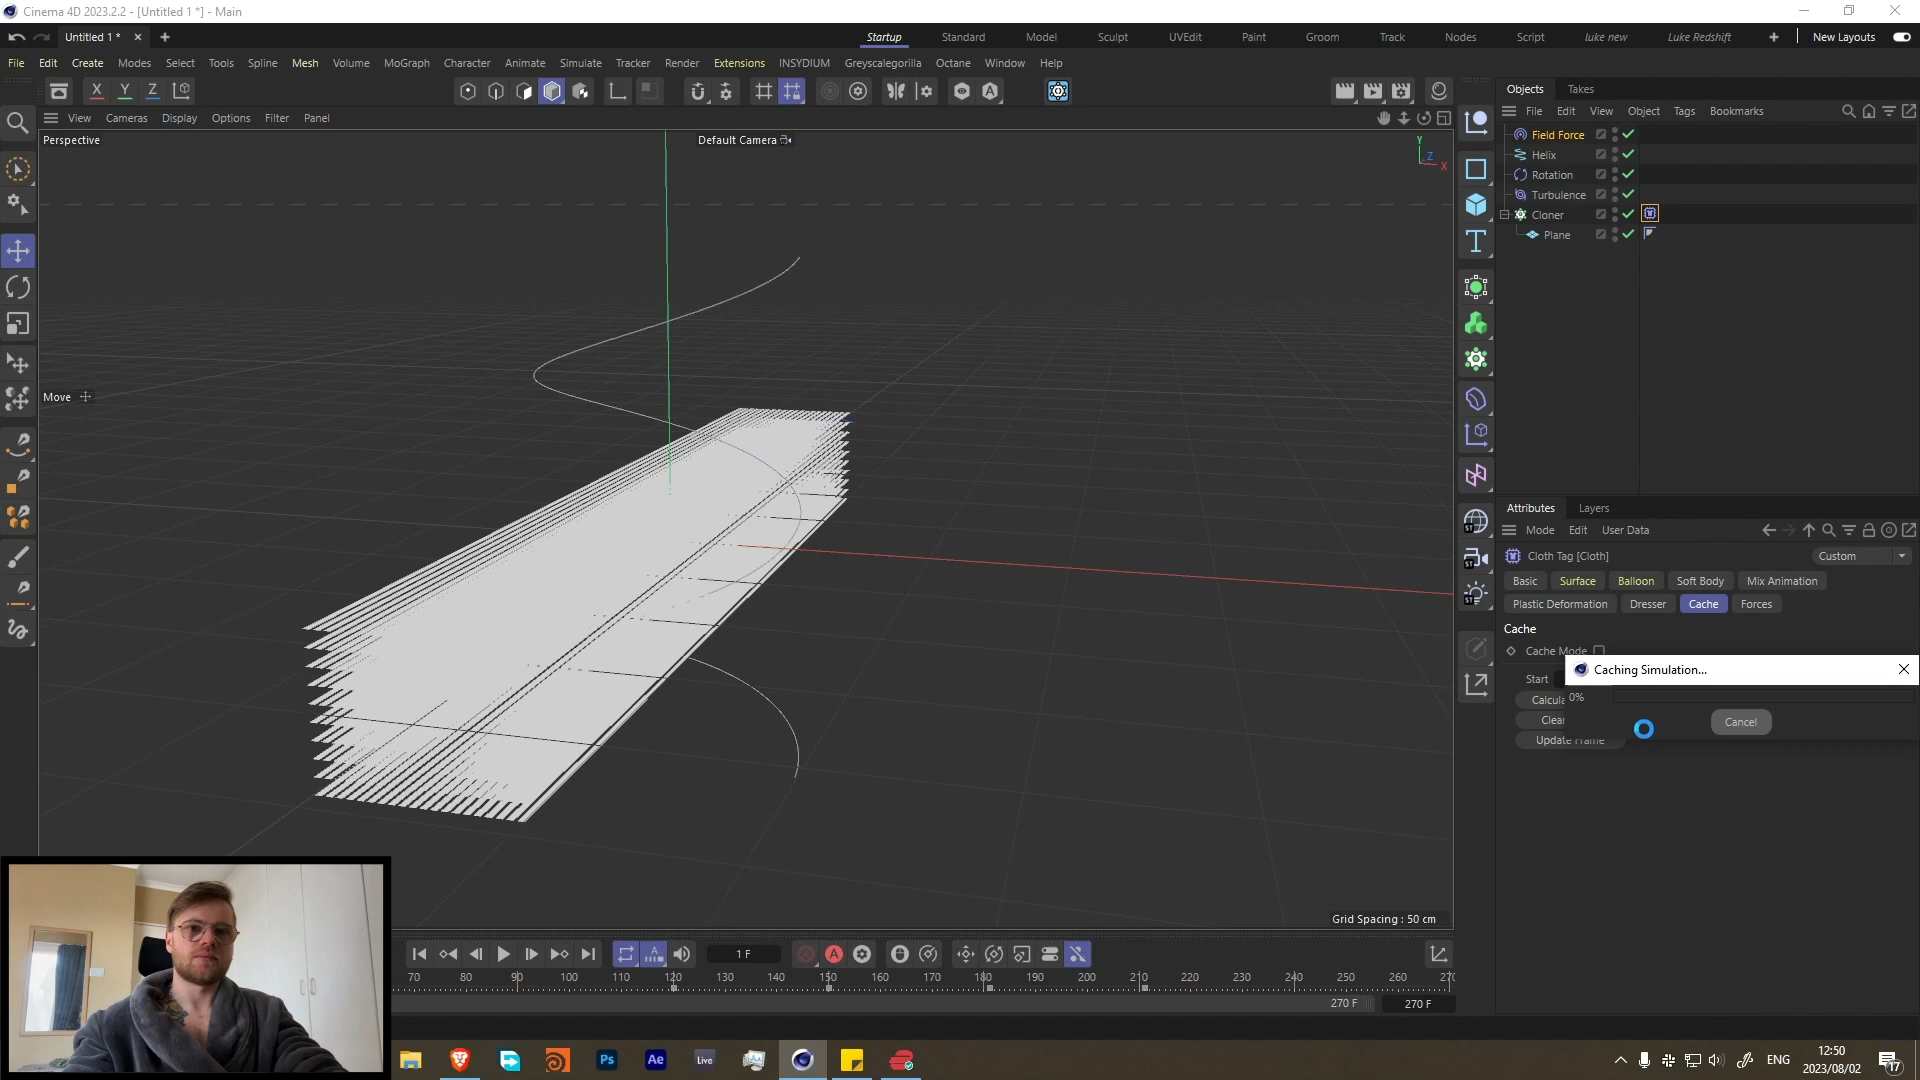 Cinema 4D 2023.2.2 - [Untitled 1 *] - Main
Untitled 1 *
Startup Standard Model Sculpt UVEdit Paint Groom Track Nodes Script luke new Luke Redshift New Layouts
File Edit Create Modes Select Tools Spline Mesh Volume MoGraph Character Animate Simulate Tracker Render Extensions INSYDIUM Greyscalegorilla Octane Window Help
X Y Z
View Cameras Display Options Filter Panel
Perspective
Default Camera
Y
Z
X
Move
Grid Spacing : 50 cm
Objects Takes
File Edit View Object Tags Bookmarks
Field Force
Helix
Rotation
Turbulence
Cloner
Plane
Attributes Layers
Mode Edit User Data
Cloth Tag [Cloth]
Custom
Basic Surface Balloon Soft Body Mix Animation
Plastic Deformation Dresser Cache Forces
Cache
Cache Mode
Start
Calcula
Clear
Update Frame
Caching Simulation...
0%
Cancel
1 F
70 80 90 100 110 120 130 140 150 160 170 180 190 200 210 220 230 240 250 260 270
270 F
270 F
Ps
Ae
Live
ENG
12:50
2023/08/02
17